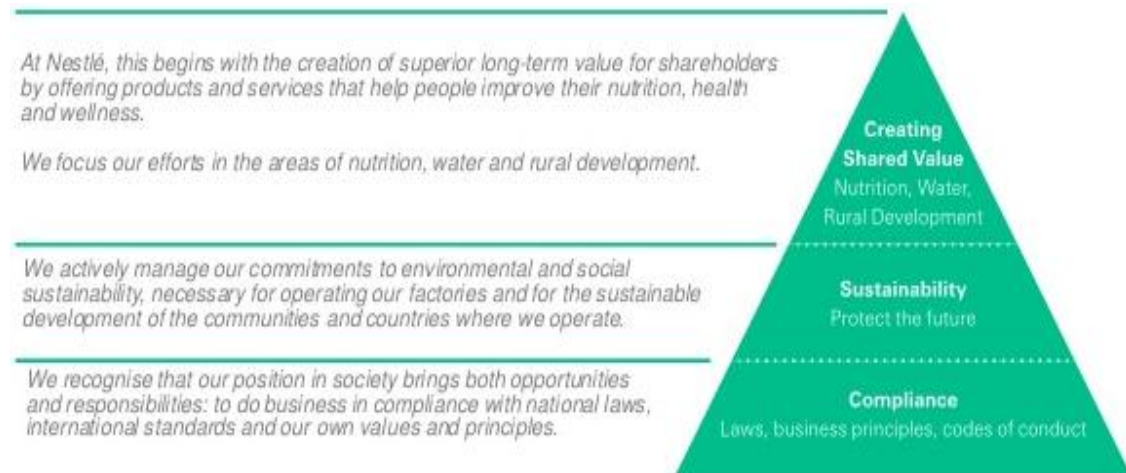 At Nestlé, this begins with the creation of superior long-term value for shareholders
by offering products and services that help people improve their nutrition, health
and wellness.
We focus our efforts in the areas of nutrition, water and rural development.
Creating
Shared Value
Nutrition, Water,
Rural Development
We actively manage our commitments to environmental and social
sustainability, necessary for operating our factories and for the sustainable
development of the communities and countries where we operate.
Sustainability
Protect the future
We recognise that our position in society brings both opportunities
and responsibilities: to do business in compliance with national laws,
international standards and our own values and principles.
Compliance
Laws, business principles, codes of conduct